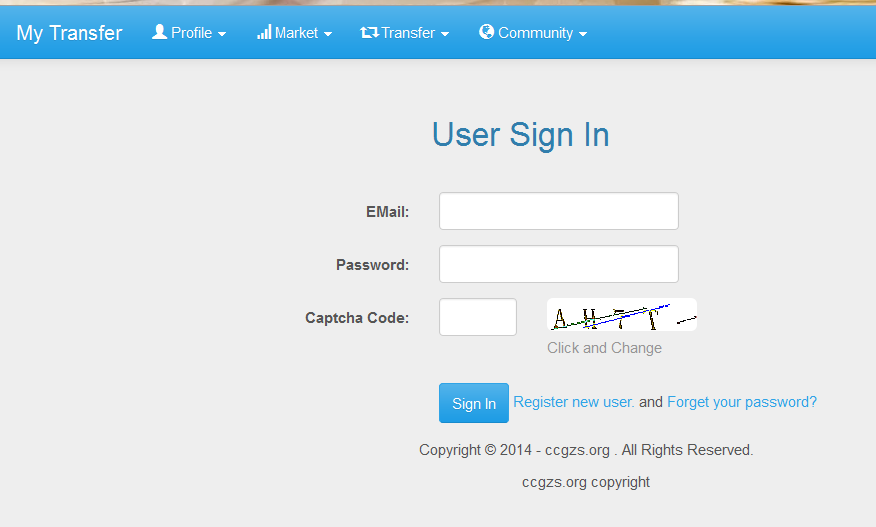 My Transfer Profile Market Transfer Community
User Sign In
EMail:
Password:
Captcha Code:
Click and Change
Sign In Register new user. and Forget your password?
Copyright © 2014 - ccgzs.org . All Rights Reserved.
ccgzs.org copyright